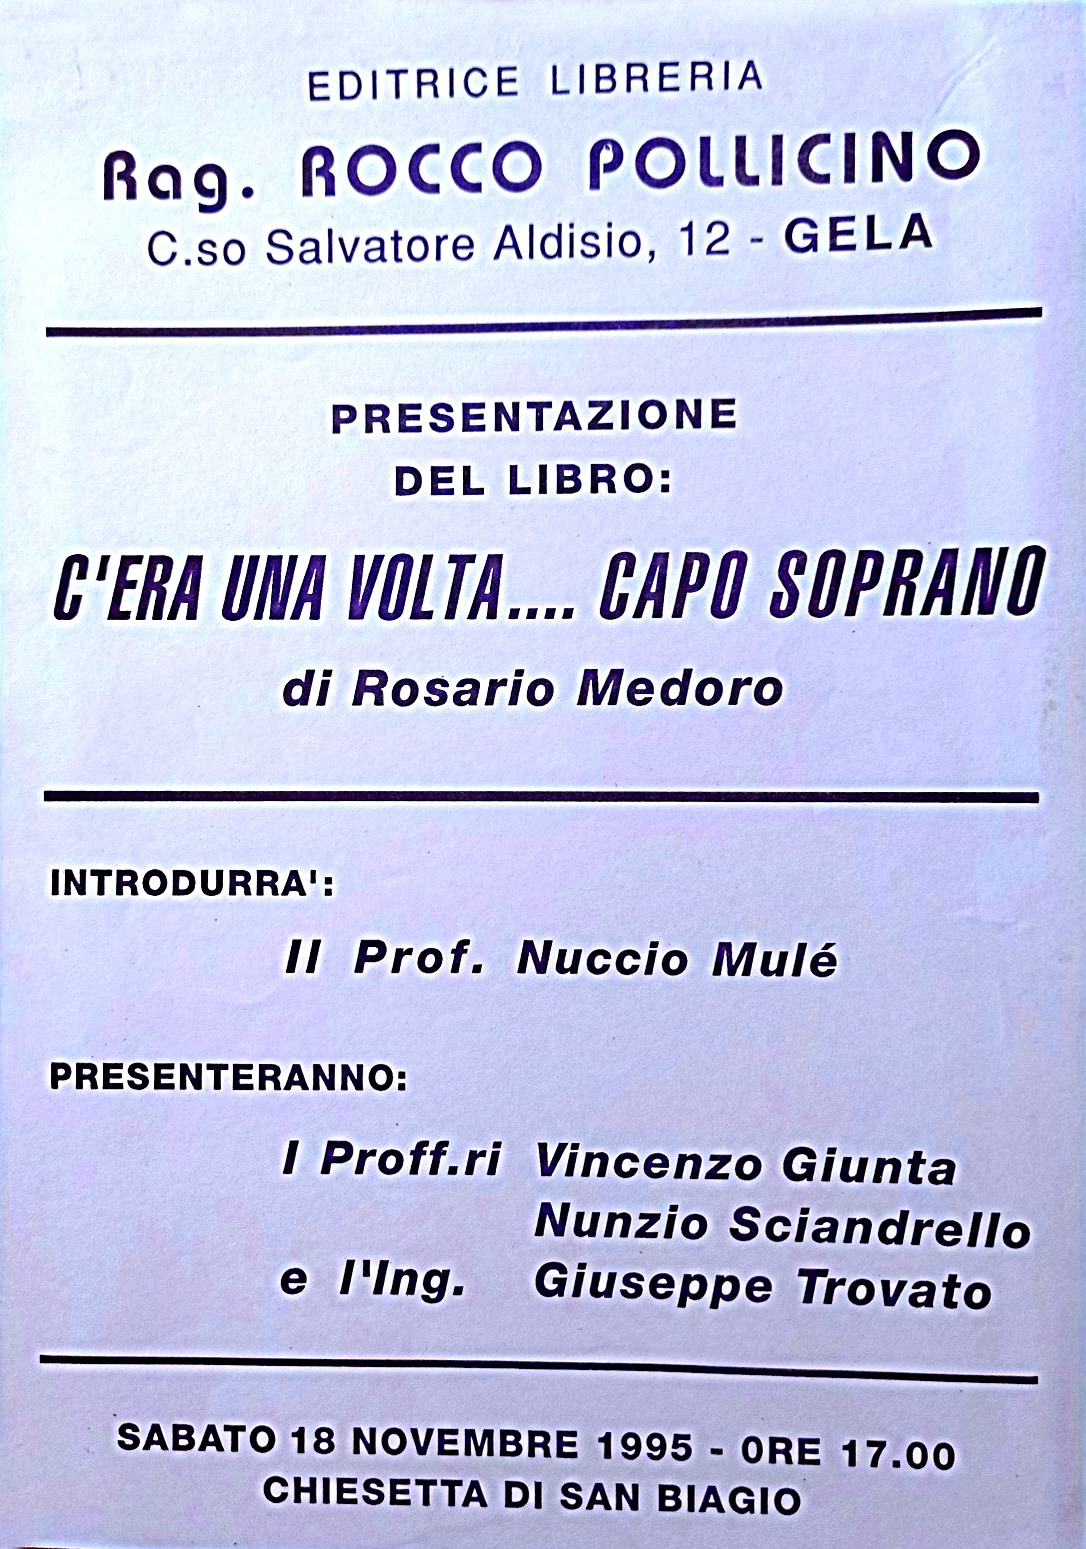 EDITRICE LIBRERIA
Rag. ROCCO POLLICINO
C.so Salvatore Aldisio, 12 - GELA
PRESENTAZIONE
DEL LIBRO:
C'ERA UNA VOLTA.... CAPO SOPRANO
di Rosario Medoro
INTRODURRA':
Il Prof. Nuccio Mulé
PRESENTERANNO:
I Proff.ri Vincenzo Giunta
Nunzio Sciandrello
e l'Ing. Giuseppe Trovato
SABATO 18 NOVEMBRE 1995 - ORE 17.00
CHIESETTA DI SAN BIAGIO